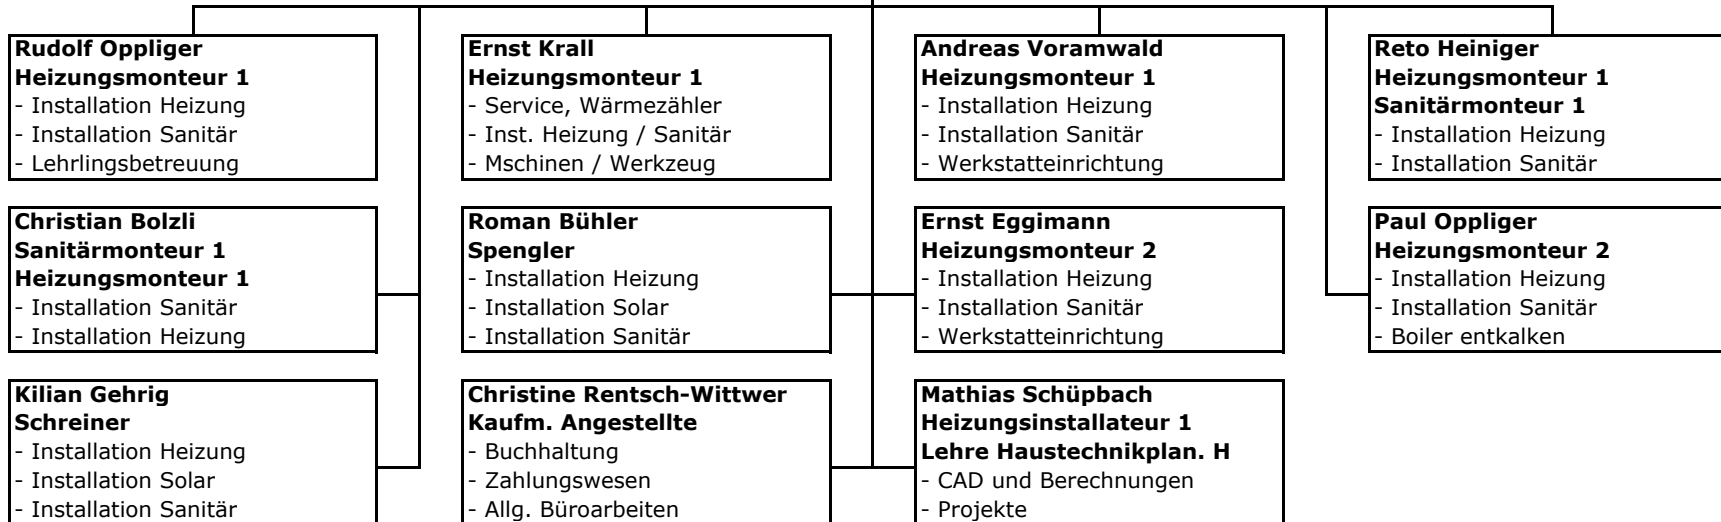 Rudolf Oppliger
Heizungsmonteur 1
- Installation Heizung
- Installation Sanitär
- Lehrlingsbetreuung
Ernst Krall
Heizungsmonteur 1
- Service, Wärmezähler
- Inst. Heizung / Sanitär
- Mschinen / Werkzeug
Andreas Voramwald
Heizungsmonteur 1
- Installation Heizung
- Installation Sanitär
- Werkstatteinrichtung
Reto Heiniger
Heizungsmonteur 1
Sanitärmonteur 1
- Installation Heizung
- Installation Sanitär
Christian Bolzli
Sanitärmonteur 1
Heizungsmonteur 1
- Installation Sanitär
- Installation Heizung
Roman Bühler
Spengler
- Installation Heizung
- Installation Solar
- Installation Sanitär
Ernst Eggimann
Heizungsmonteur 2
- Installation Heizung
- Installation Sanitär
- Werkstatteinrichtung
Paul Oppliger
Heizungsmonteur 2
- Installation Heizung
- Installation Sanitär
- Boiler entkalken
Kilian Gehrig
Schreiner
- Installation Heizung
- Installation Solar
- Installation Sanitär
Christine Rentsch-Wittwer
Kaufm. Angestellte
- Buchhaltung
- Zahlungswesen
- Allg. Büroarbeiten
Mathias Schüpbach
Heizungsinstallateur 1
Lehre Haustechnikplan. H
- CAD und Berechnungen
- Projekte